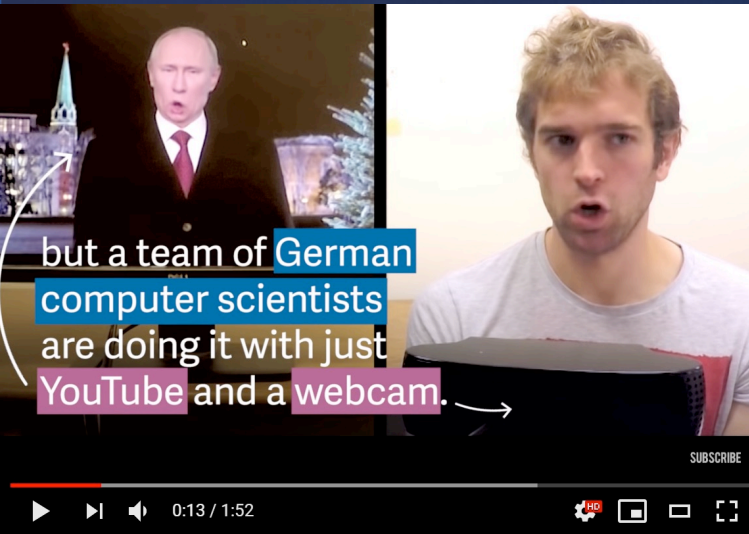 but a team of German
computer scientists
are doing it with just
YouTube and a webcam.
SUBSCRIBE
0:13 / 1:52
HD